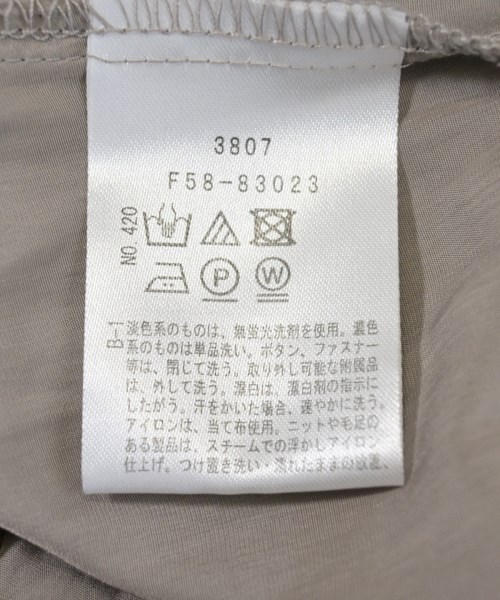 3807
F58-83023
NO. 420
P
W
B-1
淡色系のものは、無蛍光洗剤を使用。濃色
系のものは単品洗い。ボタン、ファスナー
等は、閉じて洗う。取り外し可能な附属品
は、外して洗う。漂白は、漂白剤の指示に
したがう。汗をかいた場合、速やかに洗う。
アイロンは、当て布使用。ニットや毛足の
ある製品は、スチームでの浮かしアイロン
仕上げ。つけ置き洗い・濡れたままの放置、